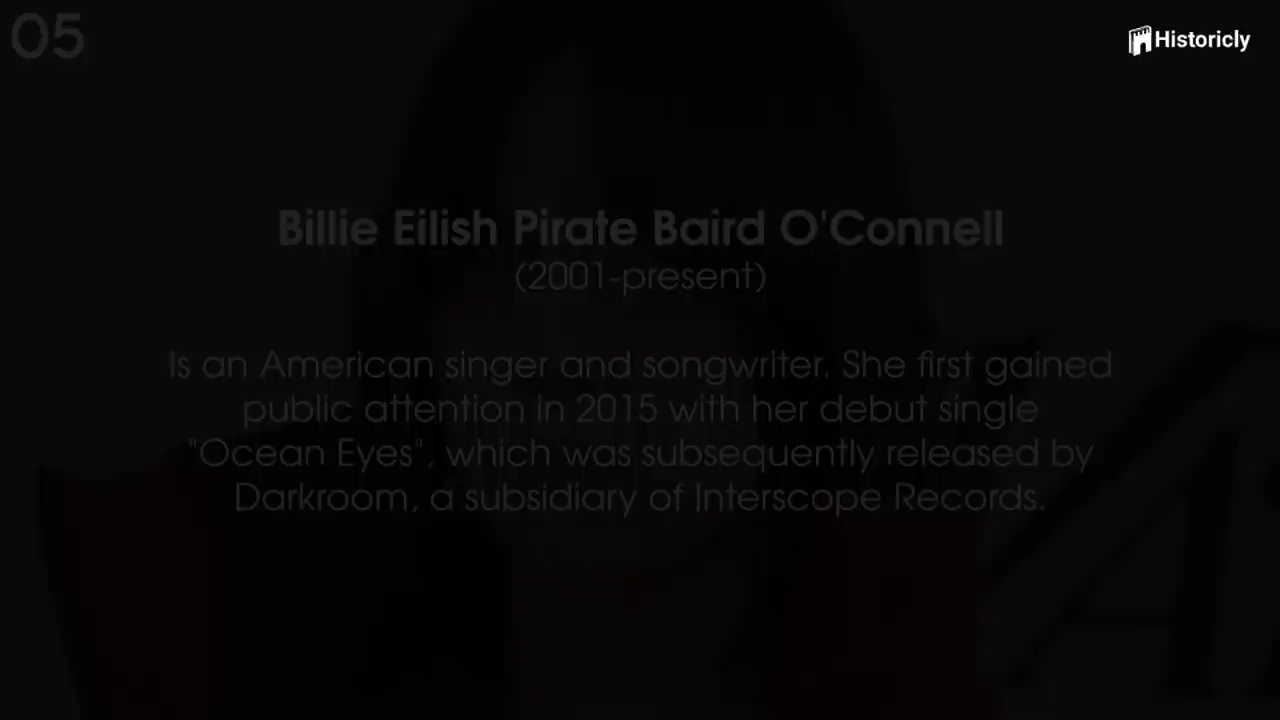 05
Historicly
Billie Eilish Pirate Baird O'Connell
(2001-present)
Is an American singer and songwriter. She first gained
public attention in 2015 with her debut single
"Ocean Eyes", which was subsequently released by
Darkroom, a subsidiary of Interscope Records.